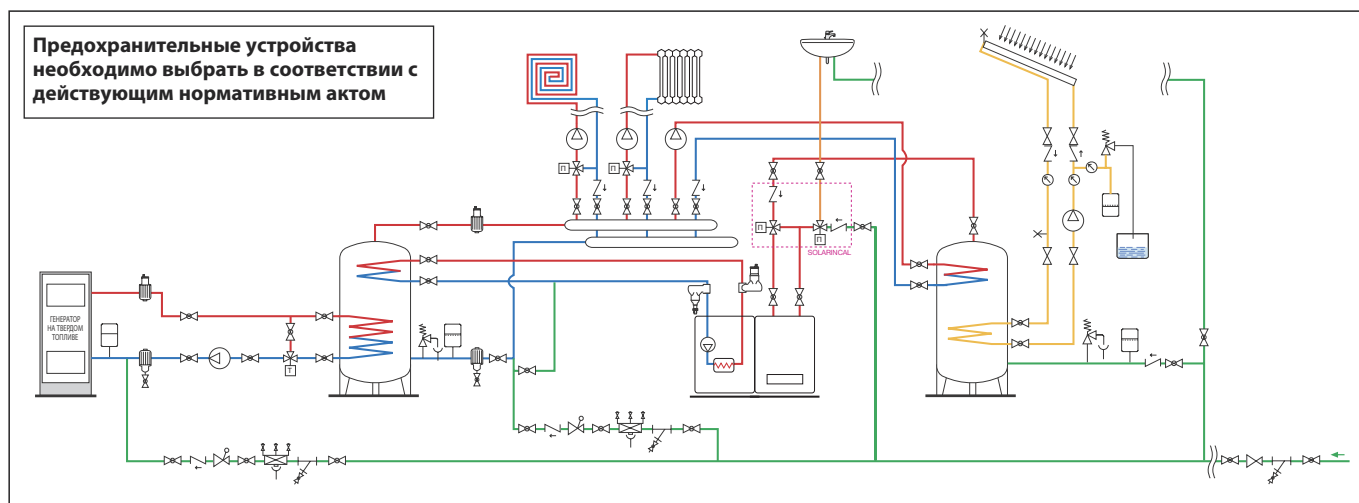 Предохранительные устройства
необходимо выбрать в соответствии с
действующим нормативным актом
П
П
П
П
SOLARINCAL
ГЕНЕРАТОР
НА ТВЕРДОМ
ТОПЛИВЕ
T